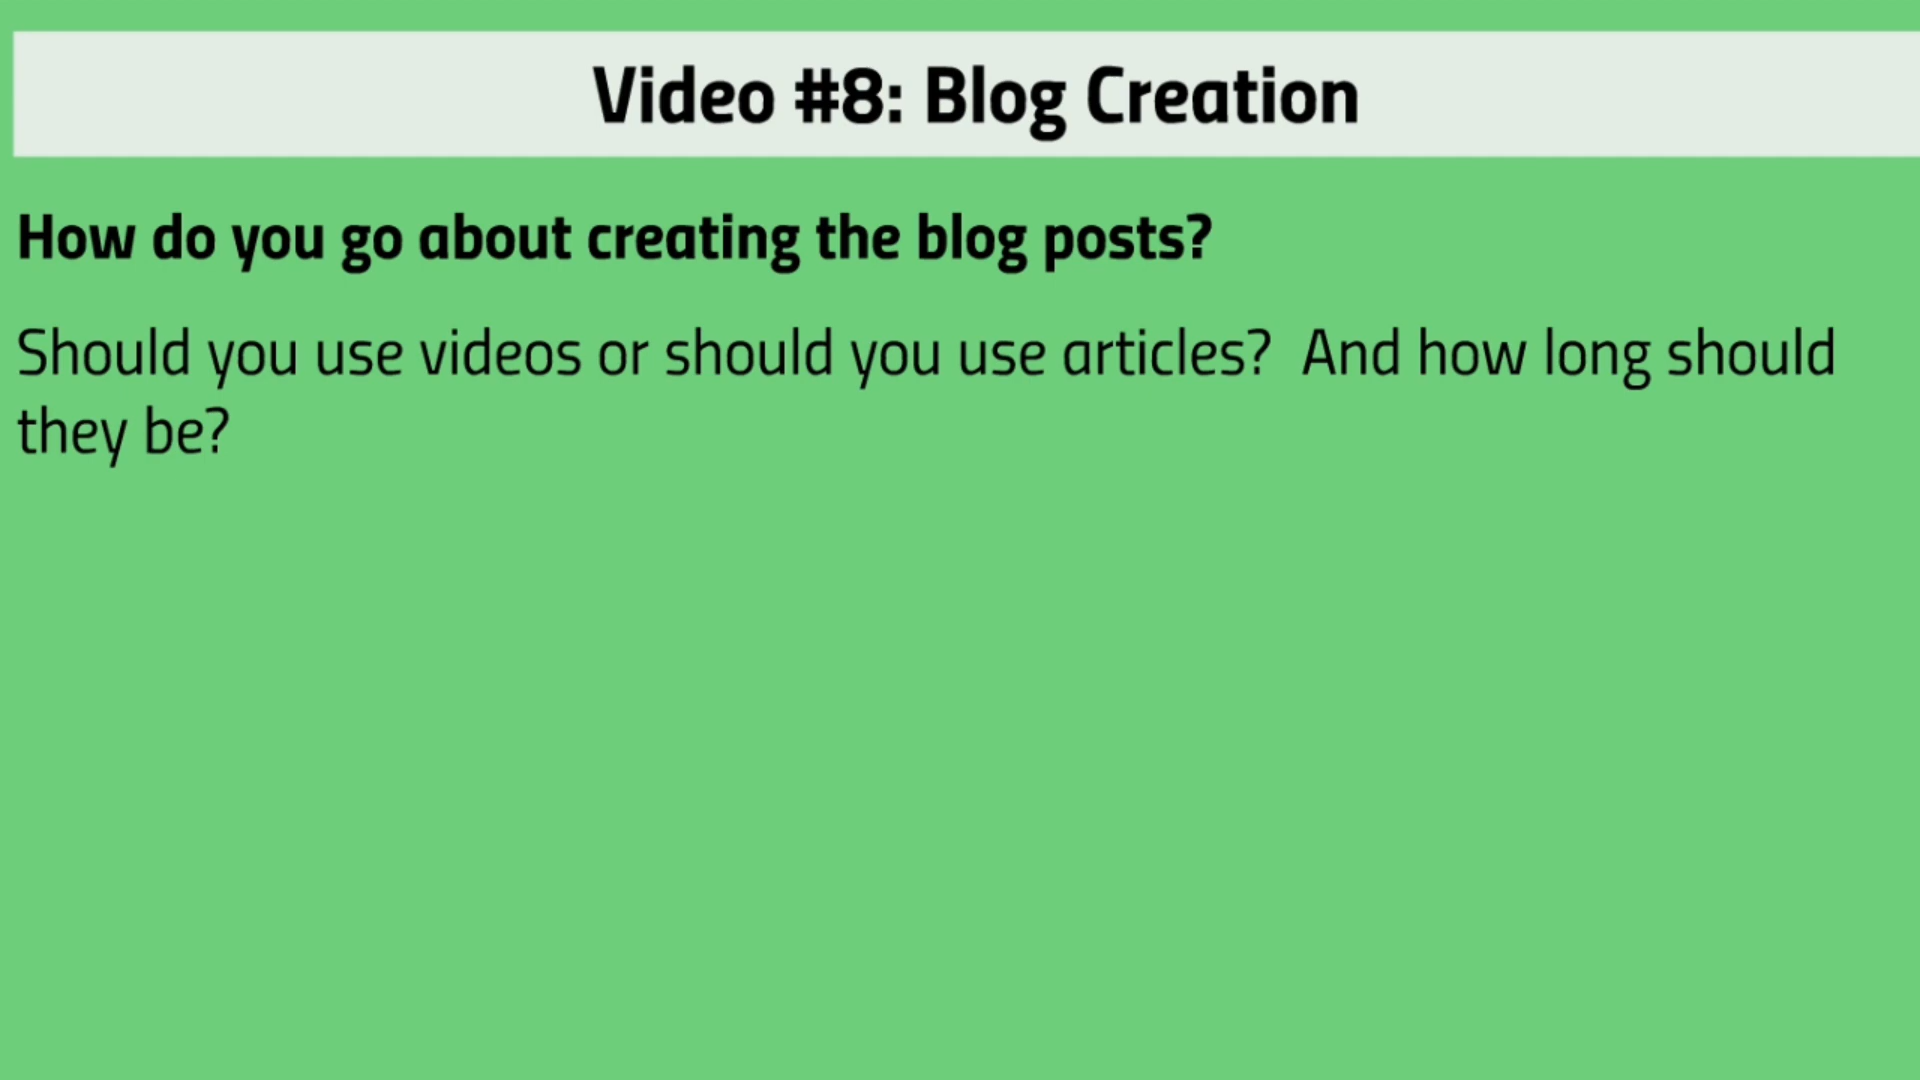 Video #8: Blog Creation
How do you go about creating the blog posts?
Should you use videos or should you use articles?  And how long should
they be?